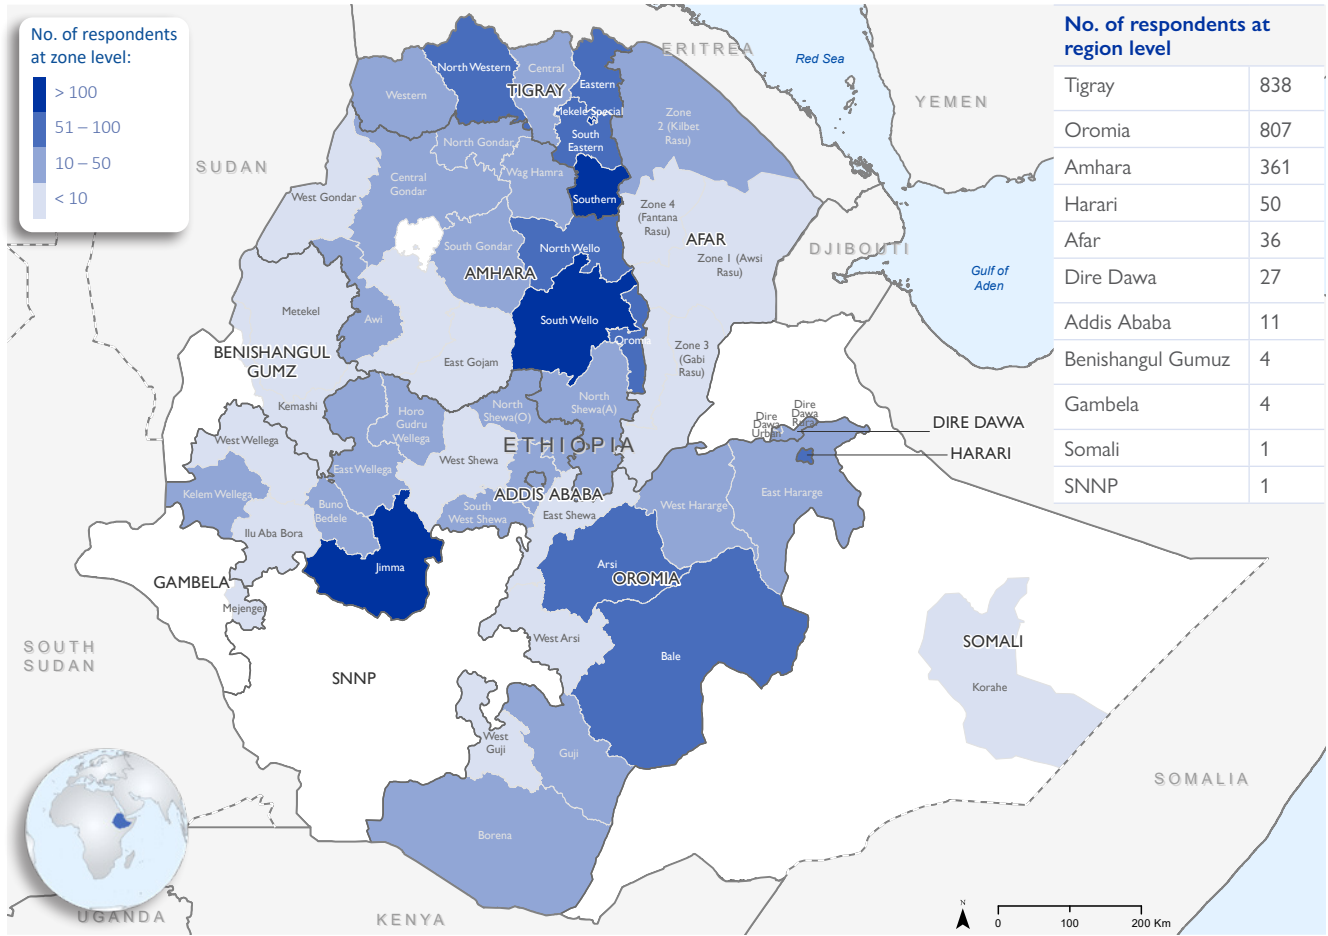 No. of respondents
at zone level:
> 100
51 – 100
10 – 50
< 10
No. of respondents at
region level
Tigray 838
Oromia 807
Amhara 361
Harari 50
Afar 36
Dire Dawa 27
Addis Ababa 11
Benishangul Gumuz 4
Gambela 4
Somali 1
SNNP 1
ERITREA
Red Sea
YEMEN
SUDAN
DJIBOUTI
Gulf of
Aden
SOUTH
SUDAN
SOMALIA
UGANDA
KENYA
ETHIOPIA
North Western
Central
TIGRAY
Eastern
Western
Mekele Special
South
Eastern
Southern
Zone
2 (Kilbet
Rasu)
North Gondar
Wag Hamra
Central
Gondar
West Gondar
Zone 4
(Fantana
Rasu)
AFAR
Zone 1 (Awsi
Rasu)
South Gondar
North Wello
AMHARA
South Wello
Oromia
Metekel
Awi
East Gojam
Zone 3
(Gabi
Rasu)
BENISHANGUL
GUMZ
Kemashi
Horo
Gudru
Wellega
North
Shewa(O)
North
Shewa(A)
Dire
Dawa
Urban
Dire
Dawa
Rural
DIRE DAWA
HARARI
West Wellega
East Wellega
West Shewa
Kelem Wellega
Buno
Bedele
ADDIS ABABA
South
West Shewa
East Shewa
West Hararge
East Hararge
Ilu Aba Bora
Jimma
GAMBELA
Mejenger
Arsi
OROMIA
West Arsi
Bale
SOMALI
Korahe
SNNP
West
Guji
Guji
Borena
N
0 100 200 Km